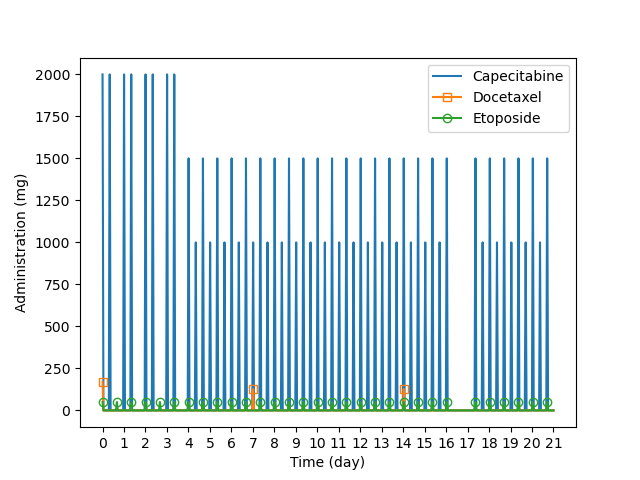 2000
1750
1500
1250
1000
750
500
250
0
Administration (mg)
Capecitabine
Docetaxel
Etoposide
0 1 2 3 4 5 6 7 8 9 10 11 12 13 14 15 16 17 18 19 20 21
Time (day)